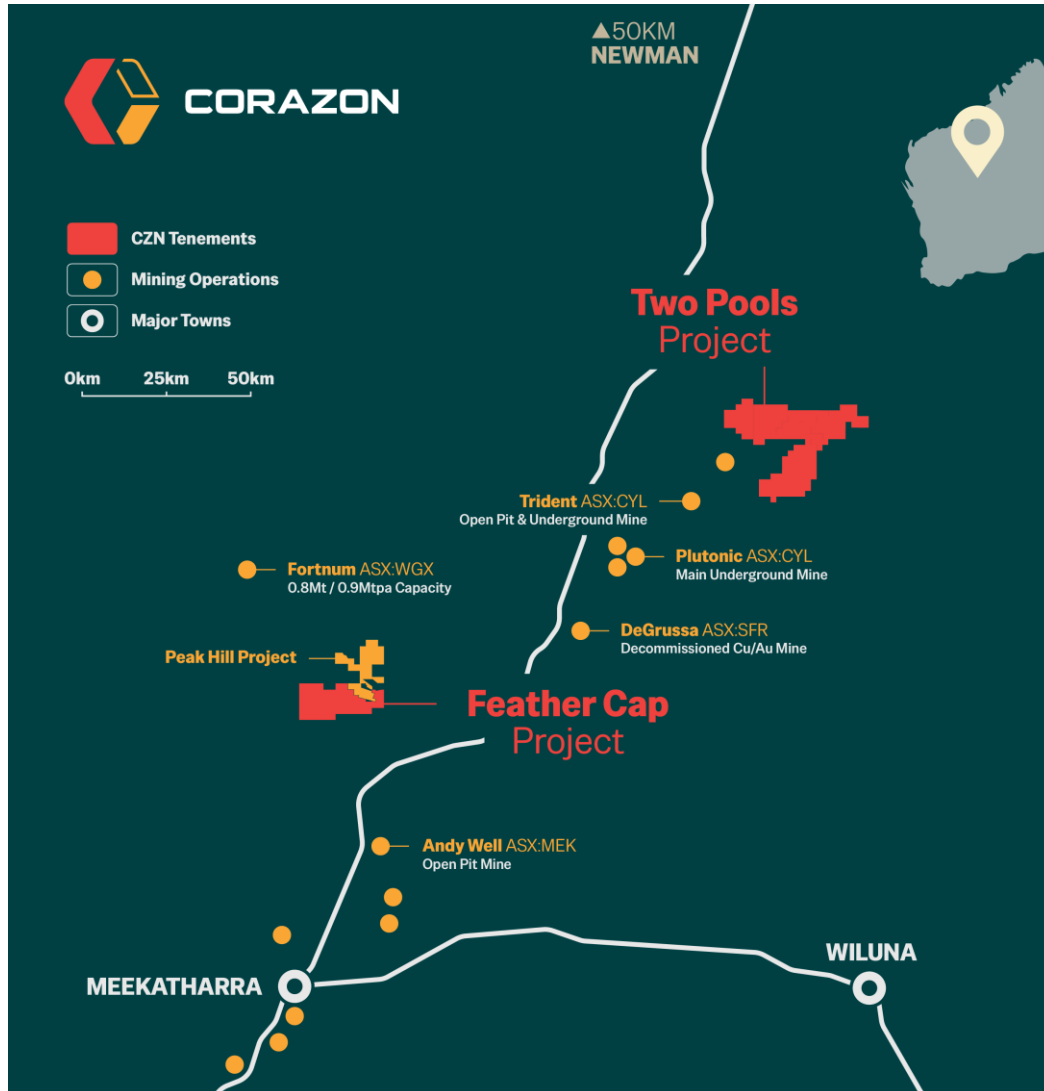 ▲50KM
NEWMAN
CORAZON
CZN Tenements
Mining Operations
Major Towns
0km 25km 50km
Two Pools
Project
Trident ASX:CYL
Open Pit & Underground Mine
Plutonic ASX:CYL
Main Underground Mine
Fortnum ASX:WGX
0.8Mt / 0.9Mtpa Capacity
DeGrussa ASX:SFR
Decommissioned Cu/Au Mine
Peak Hill Project
Feather Cap
Project
Andy Well ASX:MEK
Open Pit Mine
WILUNA
MEEKATHARRA